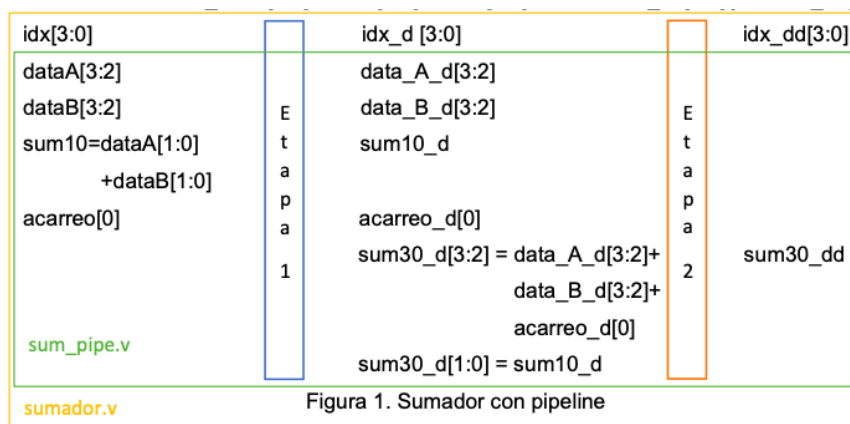 idx[3:0] idx_d [3:0] idx_dd[3:0]
dataA[3:2] data_A_d[3:2]
dataB[3:2] data_B_d[3:2]
sum10=dataA[1:0] sum10_d
+dataB[1:0]
acarreo[0] acarreo_d[0]
sum30_d[3:2] = data_A_d[3:2]+ sum30_dd
data_B_d[3:2]+
acarreo_d[0]
sum30_d[1:0] = sum10_d
Etapa 1
Etapa 2
sum_pipe.v
sumador.v
Figura 1. Sumador con pipeline